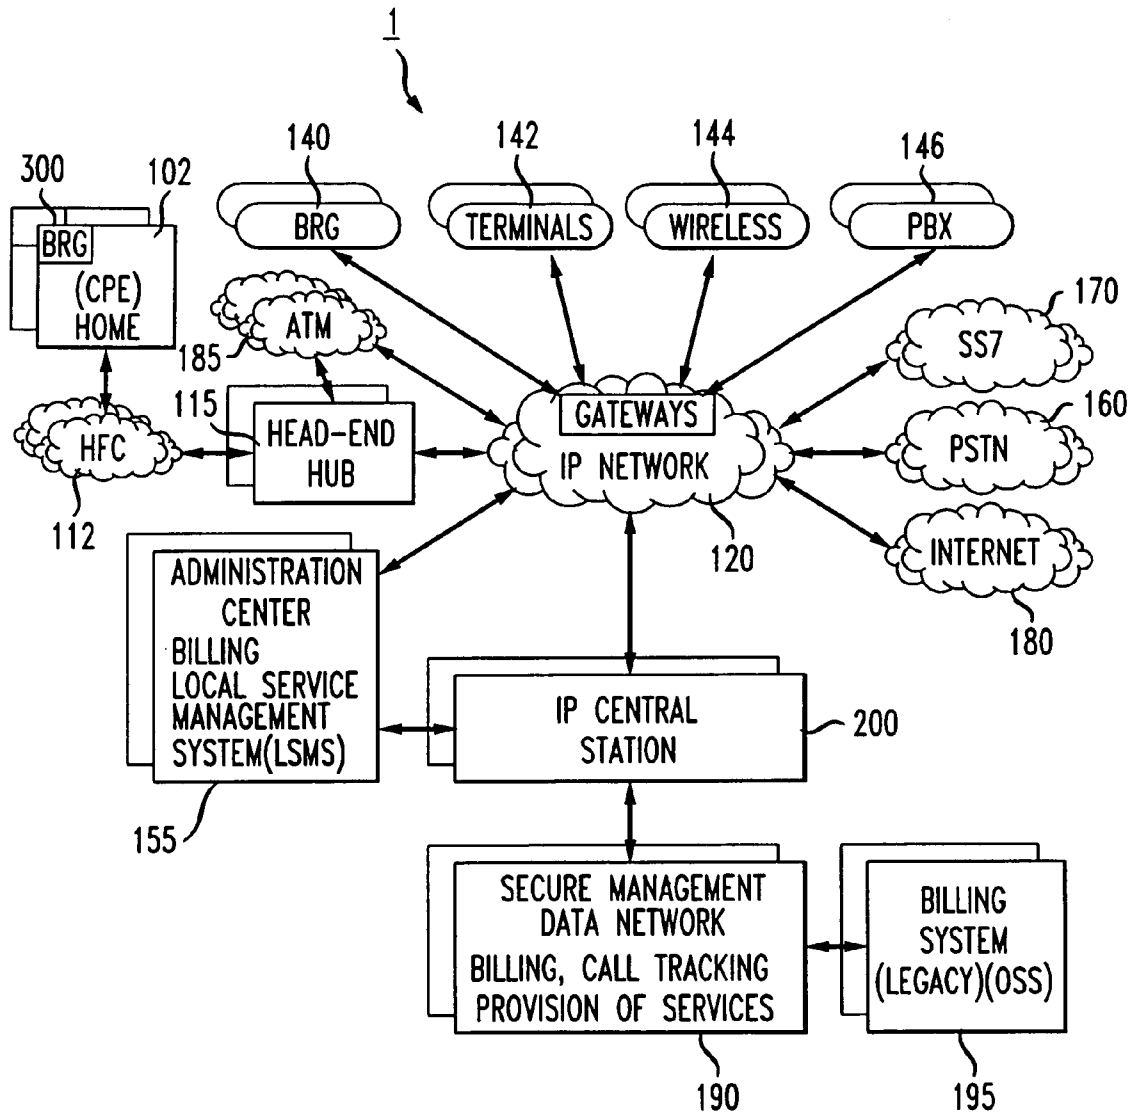 1
140
142
144
146
300
102
BRG
TERMINALS
WIRELESS
PBX
BRG
(CPE)
HOME
ATM
185
170
SS7
115
HEAD-END
HUB
GATEWAYS
IP NETWORK
160
PSTN
HFC
112
120
INTERNET
180
ADMINISTRATION
CENTER
BILLING
LOCAL SERVICE
MANAGEMENT
SYSTEM(LSMS)
155
IP CENTRAL
STATION
200
SECURE MANAGEMENT
DATA NETWORK
BILLING, CALL TRACKING
PROVISION OF SERVICES
190
BILLING
SYSTEM
(LEGACY)(OSS)
195